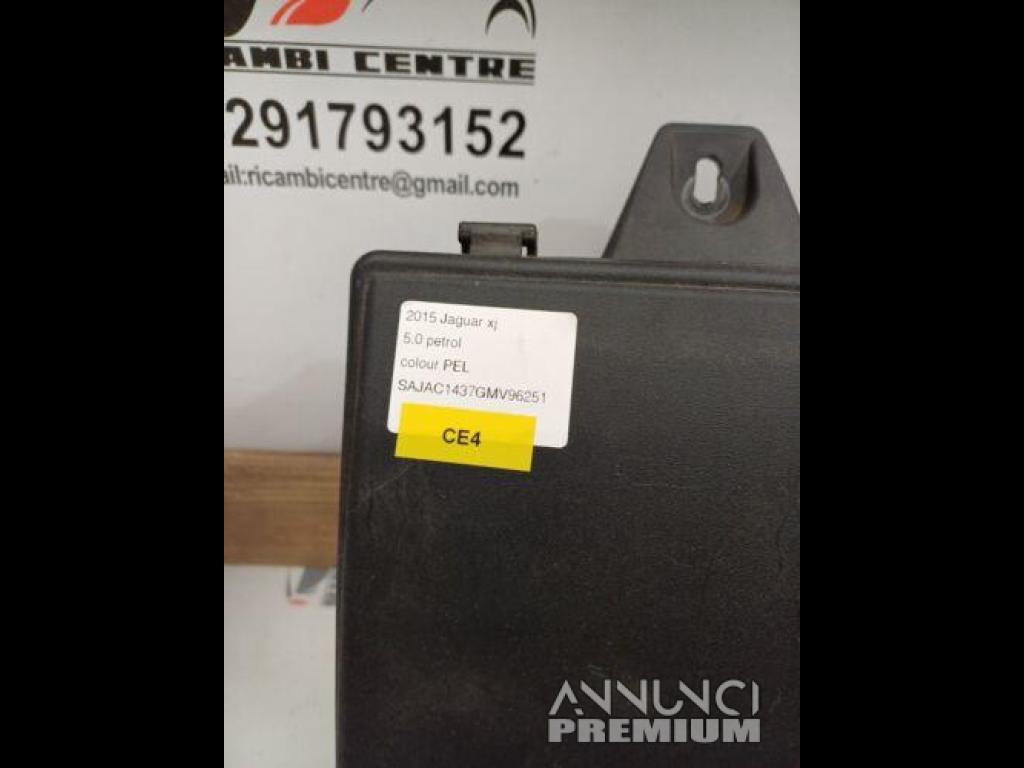 AMBI CENTRE
291793152
ail:ricambicentre@gmail.com
2015 Jaguar xj
5.0 petrol
colour PEL
SAJAC1437GMV96251
CE4
ANNUNCI
PREMIUM